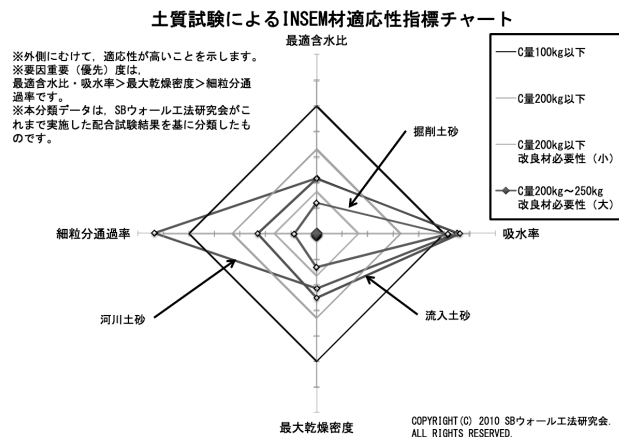 土質試験によるINSEM材適応性指標チャート
※外側にむけて，適応性が高いことを示します。
※要因重要（優先）度は，
最適含水比・吸水率＞最大乾燥密度＞細粒分通
過率です。
※本分類データは，SBウォール工法研究会がこ
れまで実施した配合試験結果を基に分類したも
のです。
最適含水比
C量100kg以下
C量200kg以下
C量200kg以下
改良材必要性（小）
C量200kg～250kg
改良材必要性（大）
掘削土砂
細粒分通過率
吸水率
河川土砂
流入土砂
最大乾燥密度
COPYRIGHT(C) 2010 SBウォール工法研究会.
ALL RIGHTS RESERVED.